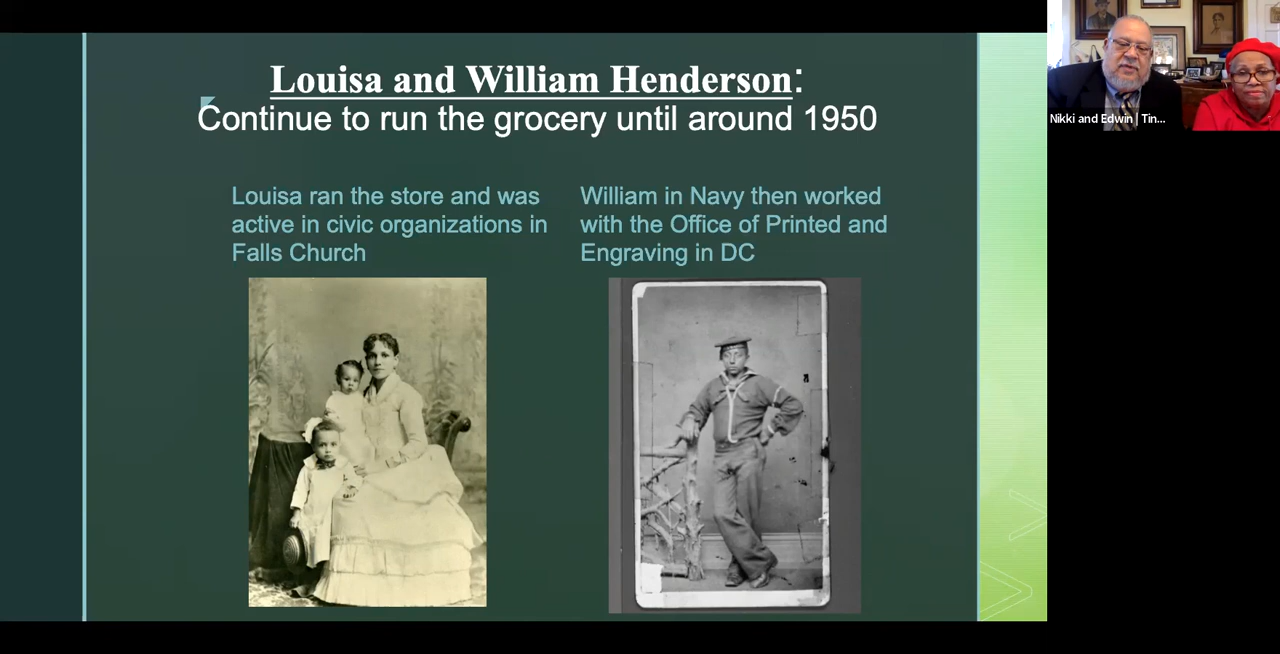 Louisa and William Henderson:
Continue to run the grocery until around 1950
Louisa ran the store and was
active in civic organizations in
Falls Church
William in Navy then worked
with the Office of Printed and
Engraving in DC
Nikki and Edwin | Tin...